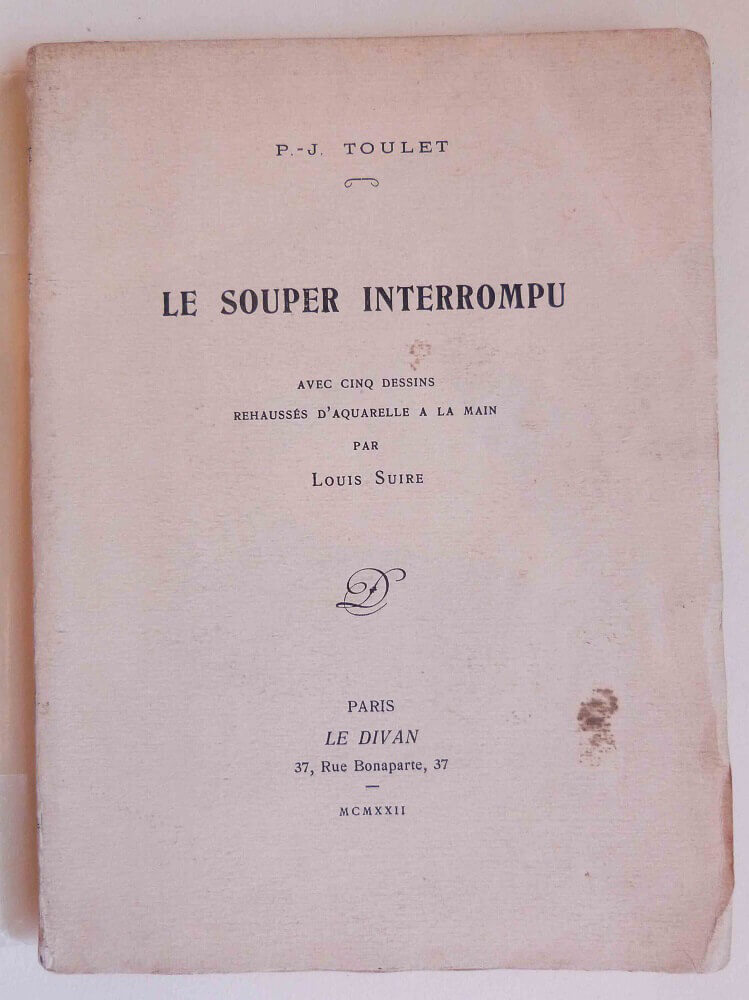 P.-J. TOULET
LE SOUPER INTERROMPU
AVEC CINQ DESSINS
REHAUSSÉS D'AQUARELLE A LA MAIN
PAR
LOUIS SUIRE
D
PARIS
LE DIVAN
37, Rue Bonaparte, 37
MCMXXII